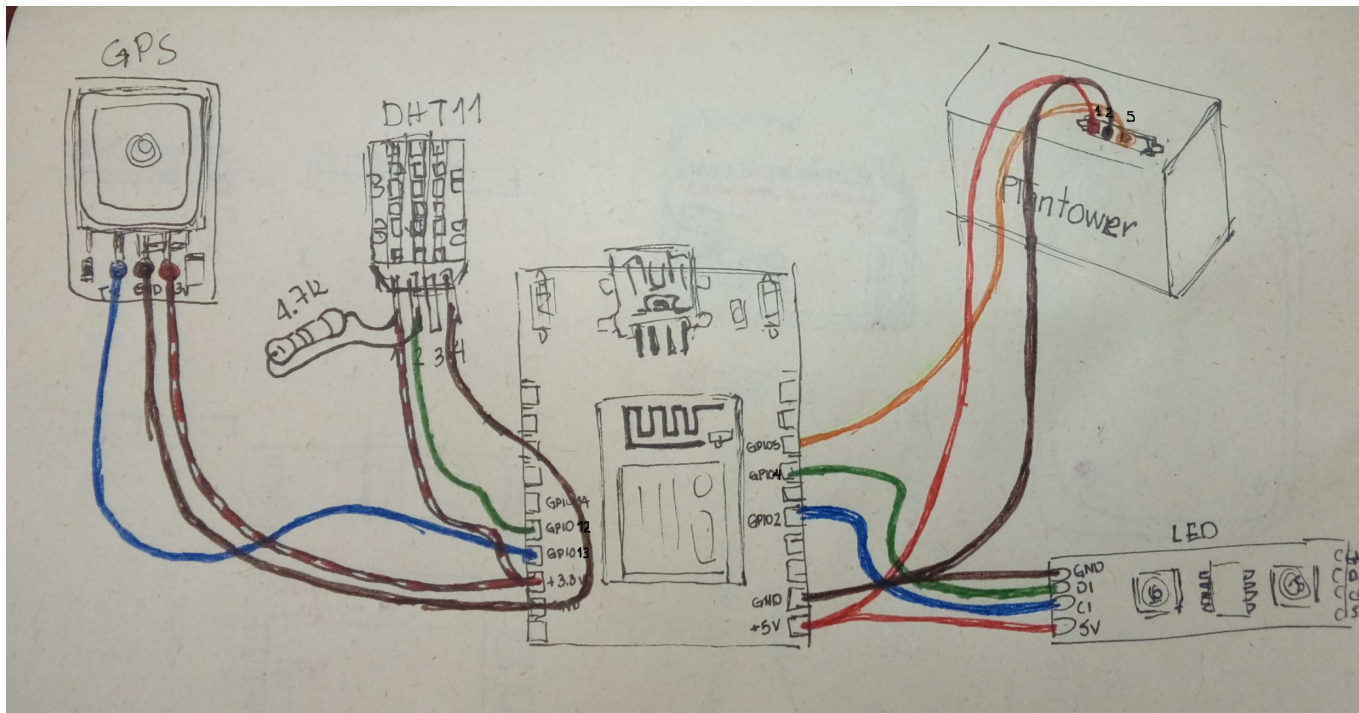 GPS
DHT11
1 2 5
Plantower
4.7k
GND 3V
1 2 3 4
GPIO5
GPIO4
GPIO2
GPIO14
GPIO12
GPIO13
+3.3V
GND
GND
+5V
LED
GND
DI
CI
5V